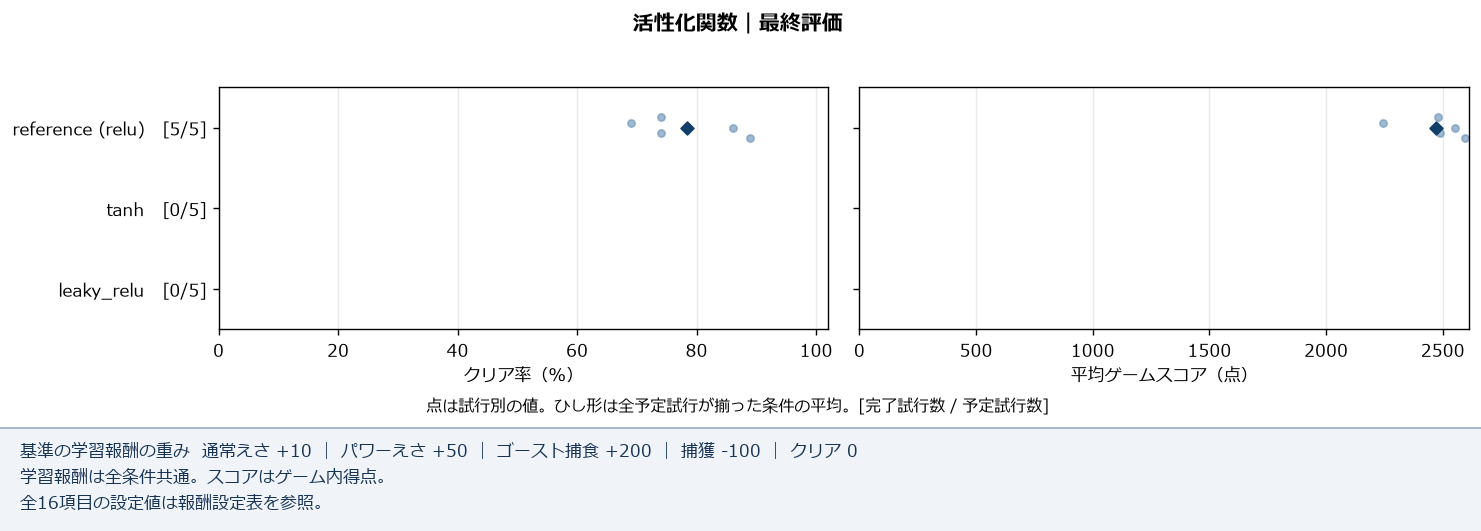 活性化関数｜最終評価
reference (relu) [5/5]
tanh [0/5]
leaky_relu [0/5]
0 20 40 60 80 100
クリア率（%）
0 500 1000 1500 2000 2500
平均ゲームスコア（点）
点は試行別の値。ひし形は全予定試行が揃った条件の平均。[完了試行数 / 予定試行数]
基準の学習報酬の重み 通常えさ +10 ｜ パワーえさ +50 ｜ ゴースト捕食 +200 ｜ 捕獲 -100 ｜ クリア 0
学習報酬は全条件共通。スコアはゲーム内得点。
全16項目の設定値は報酬設定表を参照。